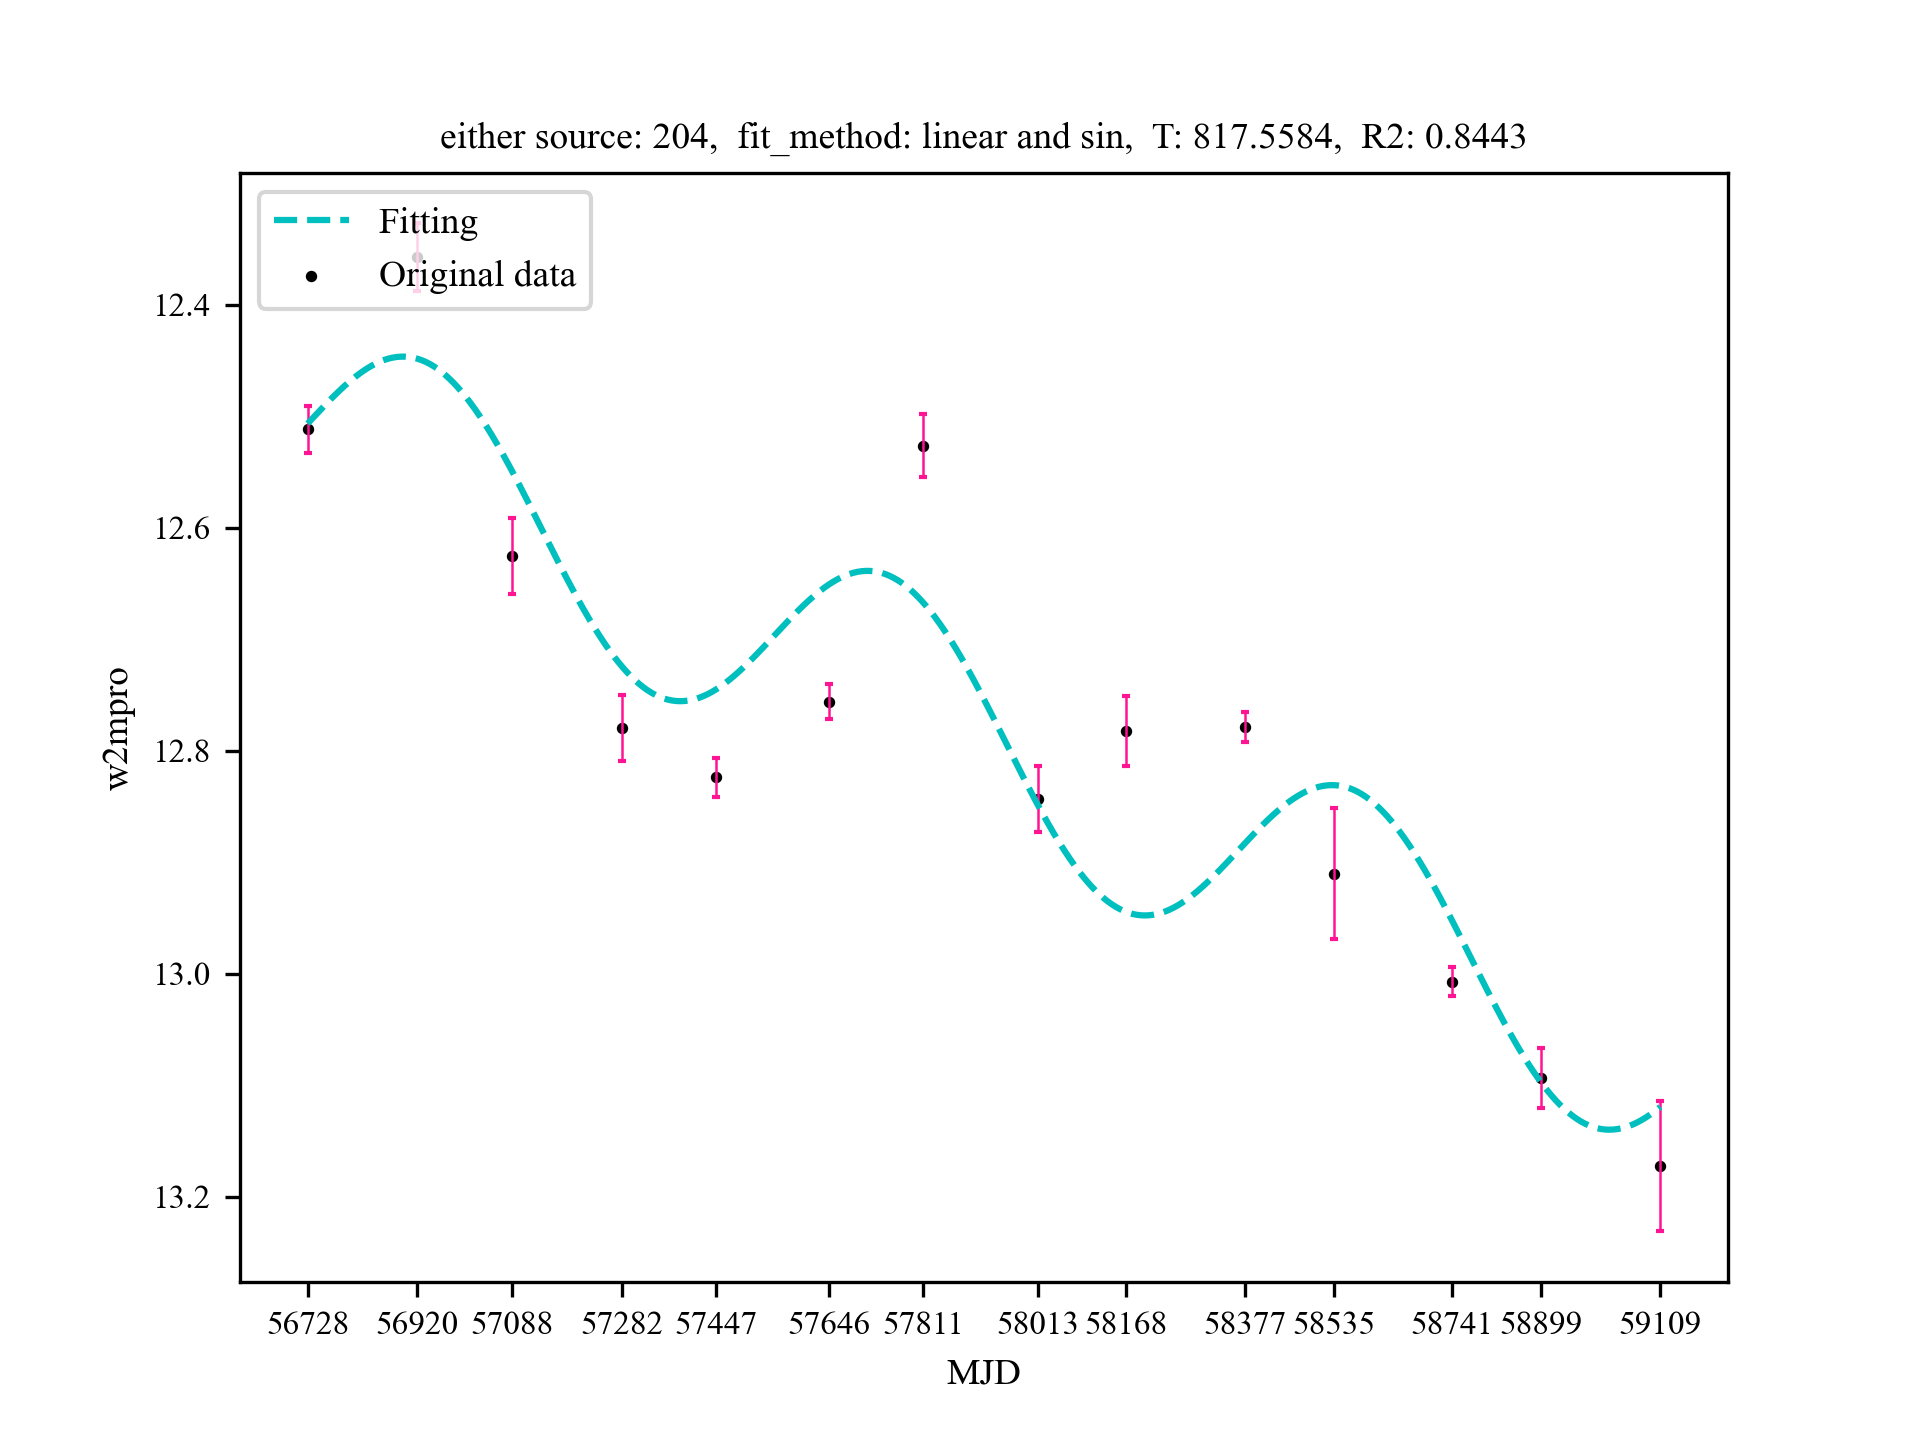 either source: 204,  fit_method: linear and sin,  T: 817.5584,  R2: 0.8443
Fitting
Original data
12.4
12.6
12.8
13.0
13.2
w2mpro
56728 56920 57088 57282 57447 57646 57811 58013 58168 58377 58535 58741 58899 59109
MJD